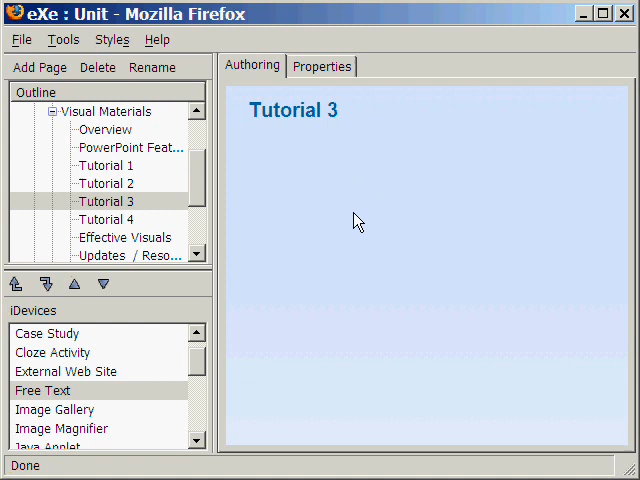 eXe : Unit - Mozilla Firefox
File Tools Styles Help
Add Page Delete Rename
Outline
Visual Materials
Overview
PowerPoint Feat...
Tutorial 1
Tutorial 2
Tutorial 3
Tutorial 4
Effective Visuals
Updates / Reso...
iDevices
Case Study
Cloze Activity
External Web Site
Free Text
Image Gallery
Image Magnifier
Java Applet
Authoring Properties
Tutorial 3
Done